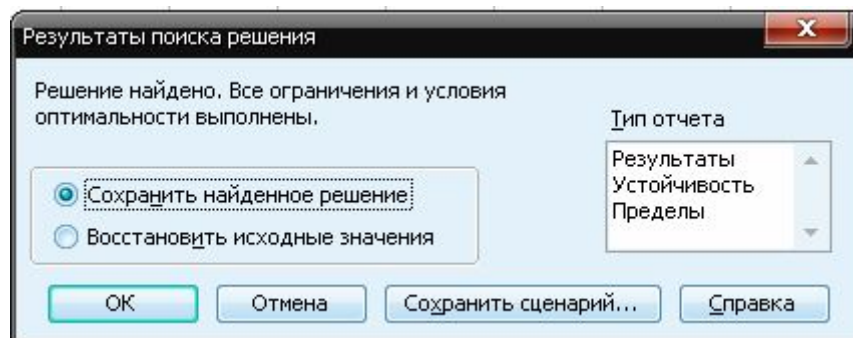 Результаты поиска решения
Решение найдено. Все ограничения и условия
оптимальности выполнены.
Тип отчета
Результаты
Устойчивость
Пределы
Сохранить найденное решение
Восстановить исходные значения
ОК
Отмена
Сохранить сценарий...
Справка